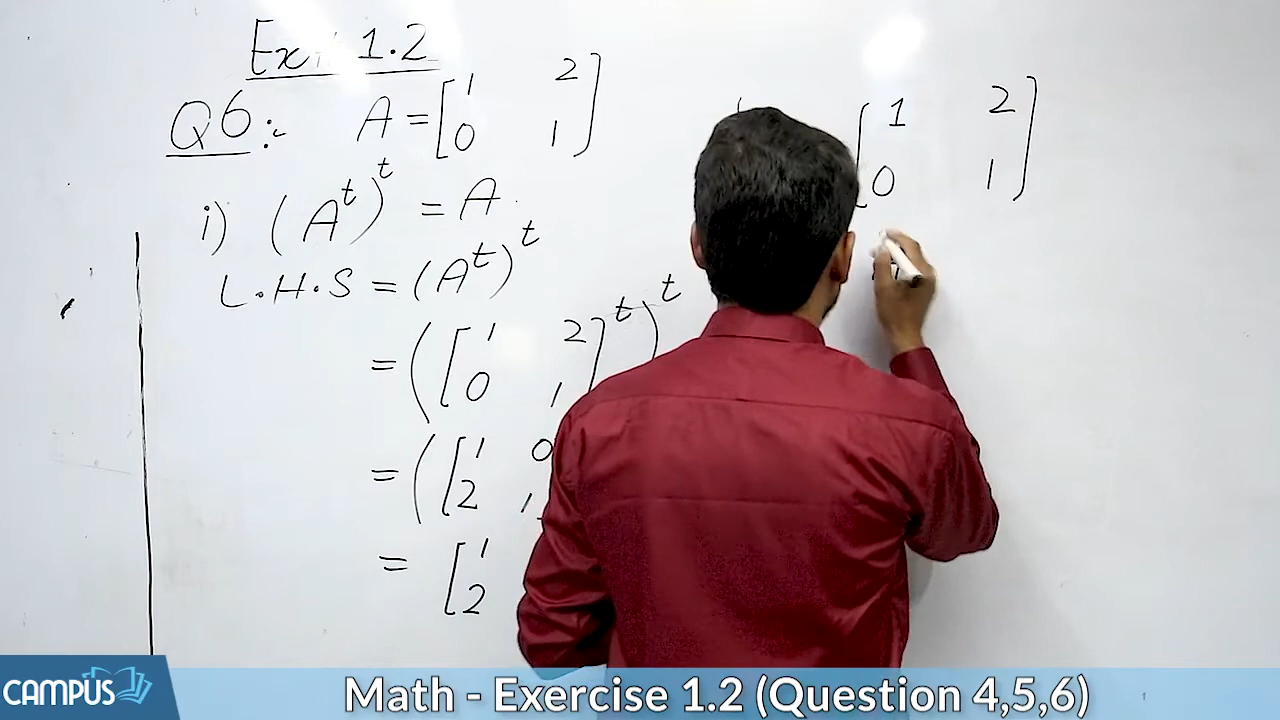 Ex: 1.2
Q6:- A = [1 2
0 1]
i) (A^t)^t = A.
L.H.S = (A^t)^t
= ([1 2
0 1]^t)^t
= ([1 0
2 1
= [1
2
[1 2
0 1]
CAMPUS
Math - Exercise 1.2 (Question 4,5,6)